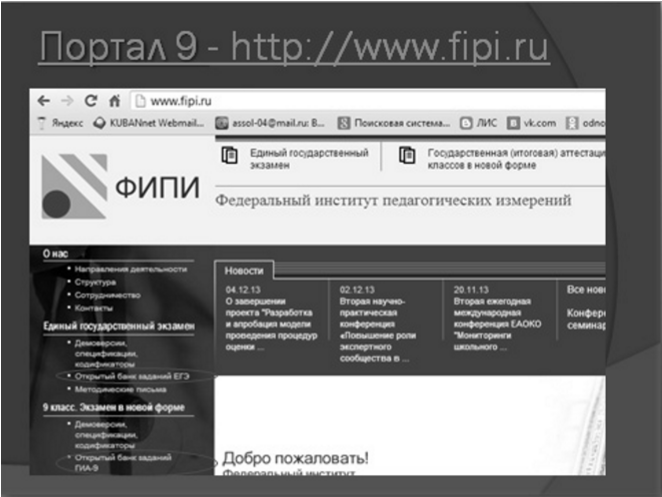 Портал 9 - http://www.fipi.ru
www.fipi.ru
Яндекс KUBANnet Webmail... assol-04@mail.ru: В... Поисковая система... ЛИС vk.com odno
Единый государственный
экзамен
Государственная (итоговая) аттестаци
классов в новой форме
ФИПИ
Федеральный институт педагогических измерений
О нас
Направления деятельности
Структура
Сотрудничество
Контакты
Единый государственный экзамен
Демоверсии,
спецификации,
кодификаторы
Открытый банк заданий ЕГЭ
Методические письма
9 класс. Экзамен в новой форме
Демоверсии,
спецификации,
кодификаторы
Открытый банк заданий
ГИА-9
Новости
04.12.13
О завершении
проекта "Разработка
и апробация модели
проведения процедур
оценки ...
02.12.13
Вторая научно-
практическая
конференция
«Повышение роли
экспертного
сообщества в ...
20.11.13
Вторая ежегодная
международная
конференция ЕАОКО
"Мониторинги
школьного ...
Все ново
Конфере
семинар
Добро пожаловать!
Федеральный институт